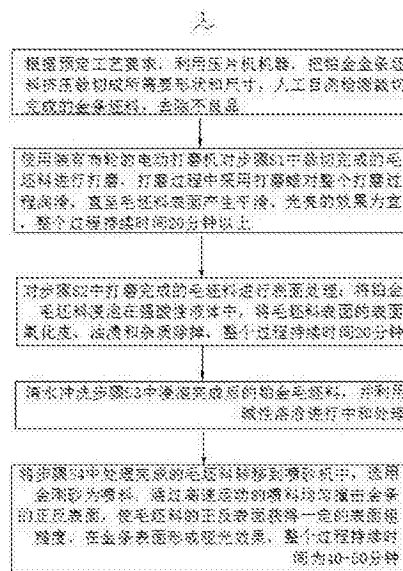 根据预定工艺要求，利用压片机机器，把铂金金条坯
料挤压裁切成所需要形状和尺寸，人工目测检测裁切
完成的金条坯料，去除不良品
使用装有布轮的电动打磨机对步骤S1中裁切完成的毛
坯料进行打磨，打磨过程中采用打磨蜡对整个打磨过
程润滑，直至毛坯料表面产生平滑、光亮的效果为宜
，整个过程持续时间20分钟以上
对步骤S2中打磨完成的毛坯料进行表面处理，将铂金
毛坯料浸泡在强酸性液体中，将毛坯料表面的表面
氧化皮、油渍和杂质除掉，整个过程持续时间20分钟
清水冲洗步骤S3中浸泡完成后的铂金毛坯料，并利用
碱性溶液进行中和处理
将步骤S4中处理完成的毛坯料转移到喷砂机中，选用
金刚砂为喷料，通过高速运动的喷料均匀撞击金条
的正反表面，使毛坯料的正反表面获得一定的表面粗
糙度，在金条表面形成哑光效果，整个过程持续时
间为40-50分钟